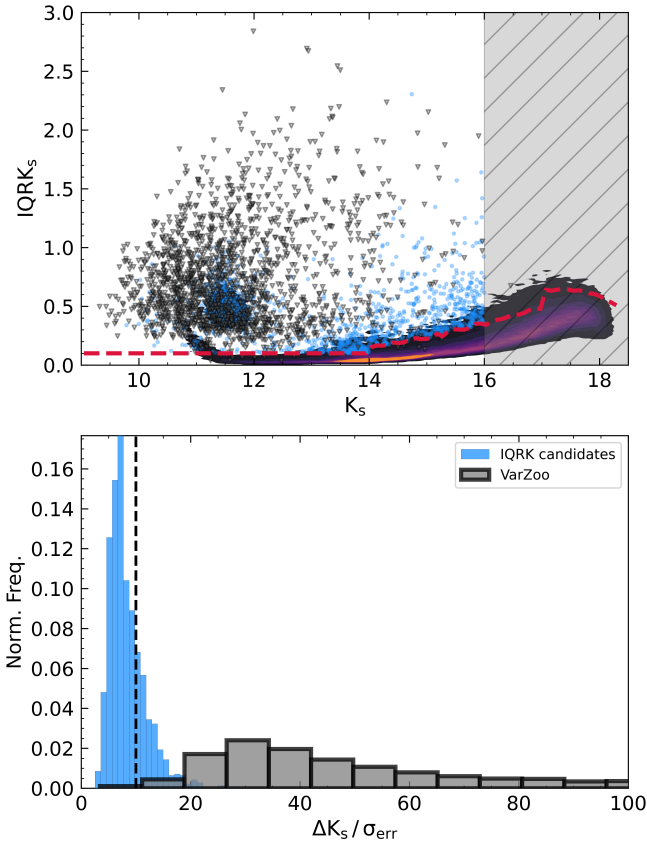 3.0
2.5
2.0
1.5
1.0
0.5
0.0
IQRKₛ
10 12 14 16 18
Kₛ
0.16
0.14
0.12
0.10
0.08
0.06
0.04
0.02
0.00
Norm. Freq.
IQRK candidates
VarZoo
0 20 40 60 80 100
ΔKₛ / σₑᵣᵣ